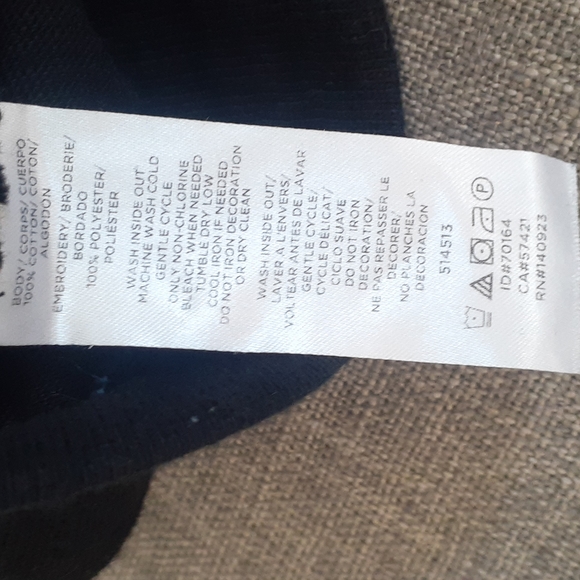 BODY/ CORPS/ CUERPO
100% COTTON/ COTON/
ALGODON
EMBROIDERY/ BRODERIE/
BORDADO
100% POLYESTER/
POLIÉSTER
WASH INSIDE OUT
MACHINE WASH COLD
GENTLE CYCLE
ONLY NON-CHLORINE
BLEACH WHEN NEEDED
TUMBLE DRY LOW
COOL IRON IF NEEDED
DO NOT IRON DECORATION
OR DRY CLEAN
WASH INSIDE OUT/
LAVER A L'ENVERS/
VOLTEAR ANTES DE LAVAR
GENTLE CYCLE/
CYCLE DELICAT/
CICLO SUAVE
DO NOT IRON
DECORATION/
NE PAS REPASSER LE
DECORER/
NO PLANCHES LA
DECORACION
514513
P
ID#70164
CA#57421
RN#140923